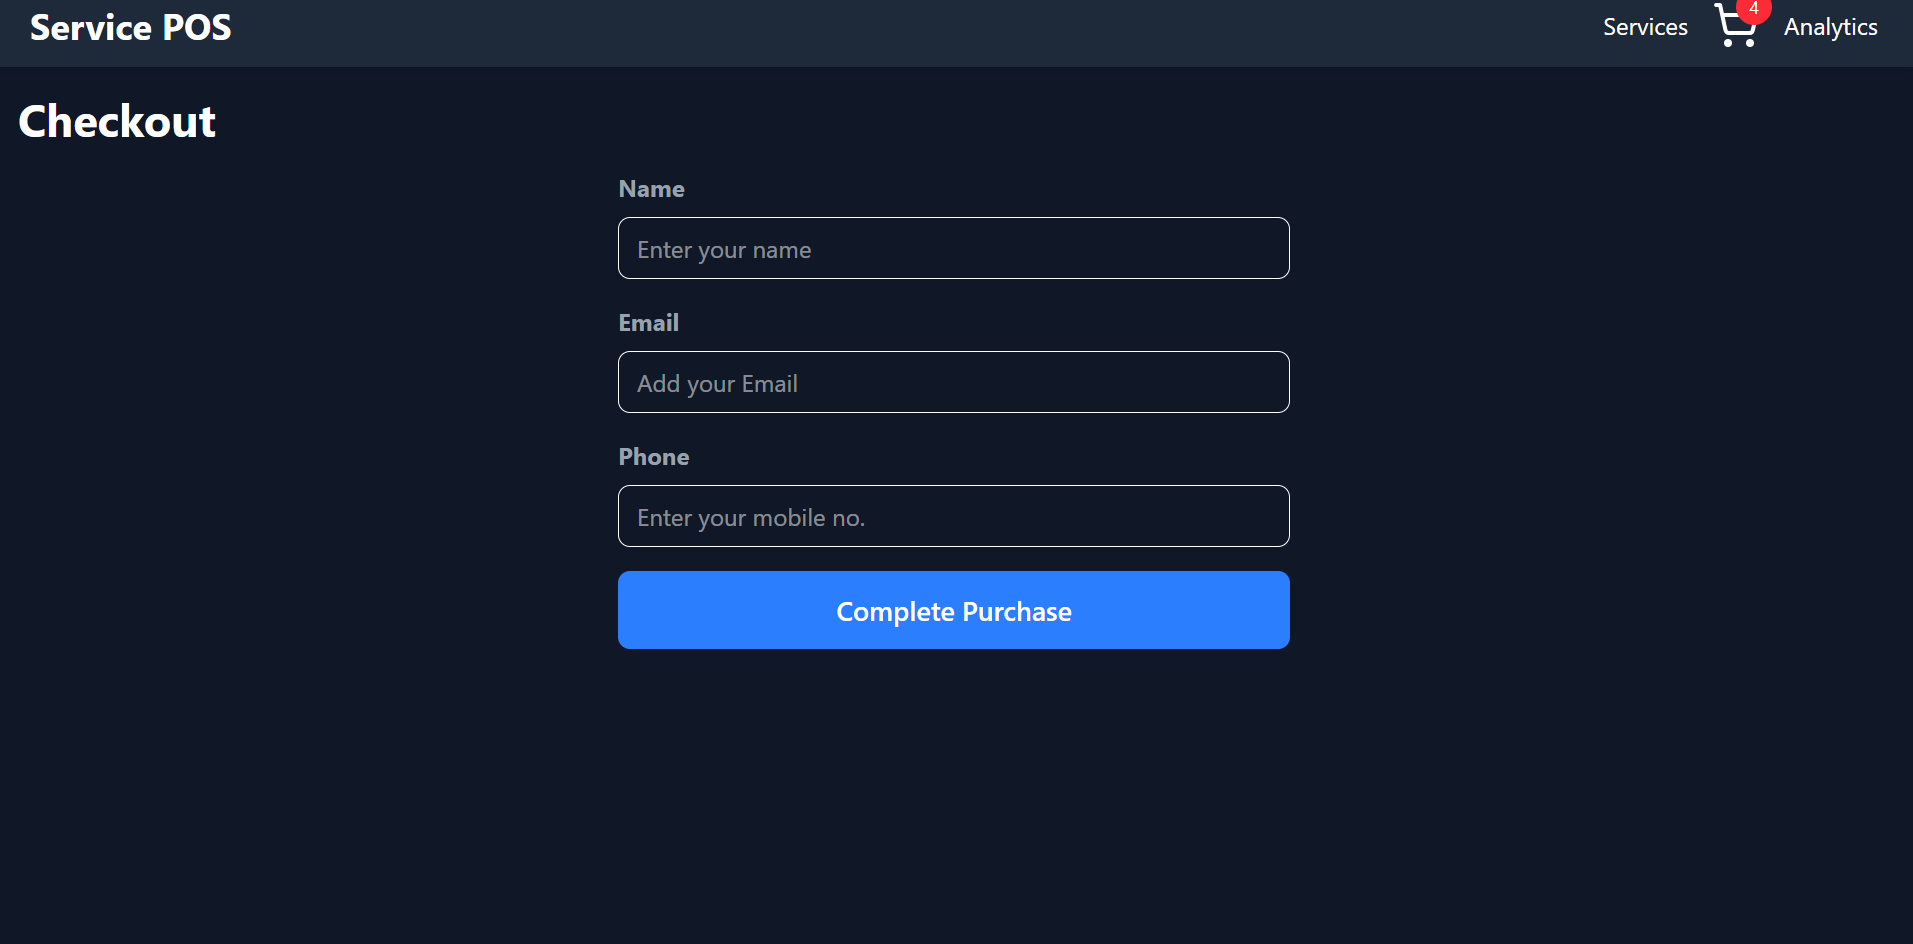 Service POS
Services 4 Analytics
Checkout
Name
Enter your name
Email
Add your Email
Phone
Enter your mobile no.
Complete Purchase